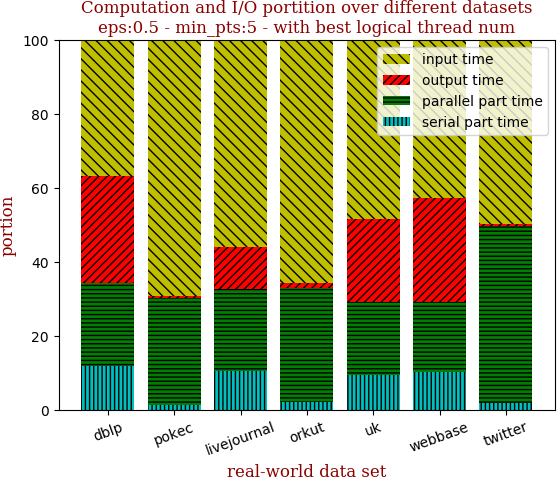 Computation and I/O portition over different datasets
eps:0.5 - min_pts:5 - with best logical thread num
100
80
60
40
20
0
portion
input time
output time
parallel part time
serial part time
dblp
pokec
livejournal
orkut
uk
webbase
twitter
real-world data set